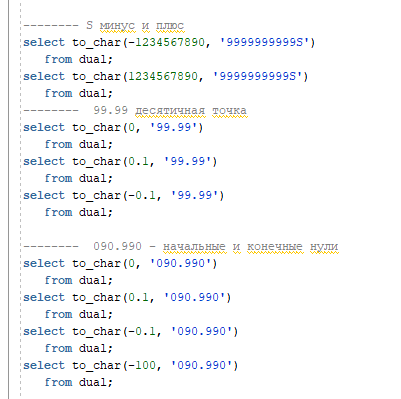 -------- S минус и плюс
select to_char(-1234567890, '9999999999S')
from dual;
select to_char(1234567890, '9999999999S')
from dual;
-------- 99.99 десятичная точка
select to_char(0, '99.99')
from dual;
select to_char(0.1, '99.99')
from dual;
select to_char(-0.1, '99.99')
from dual;
-------- 090.990 - начальные и конечные нули
select to_char(0, '090.990')
from dual;
select to_char(0.1, '090.990')
from dual;
select to_char(-0.1, '090.990')
from dual;
select to_char(-100, '090.990')
from dual;